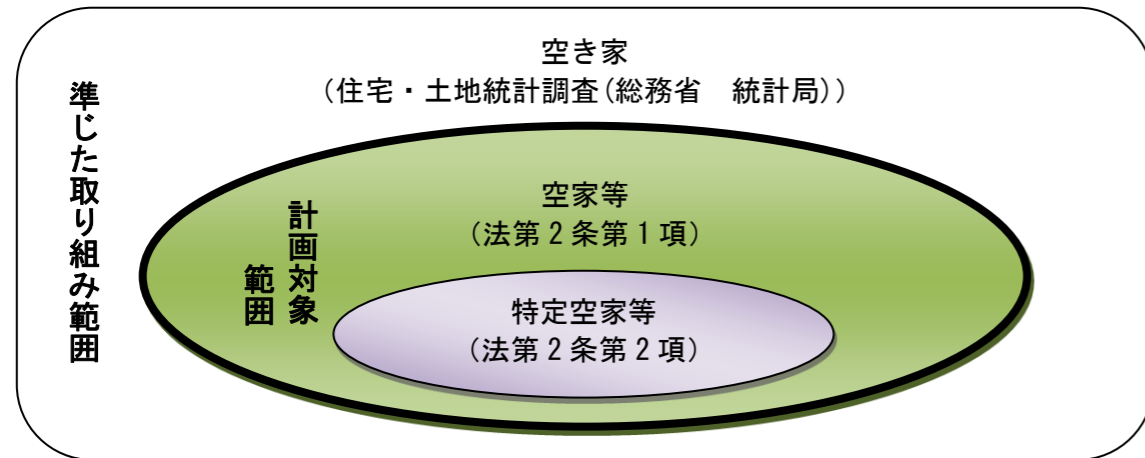 空き家
(住宅・土地統計調査(総務省　統計局))
準じた取り組み範囲
空家等
(法第2条第1項)
計画対象
範囲
特定空家等
(法第2条第2項)